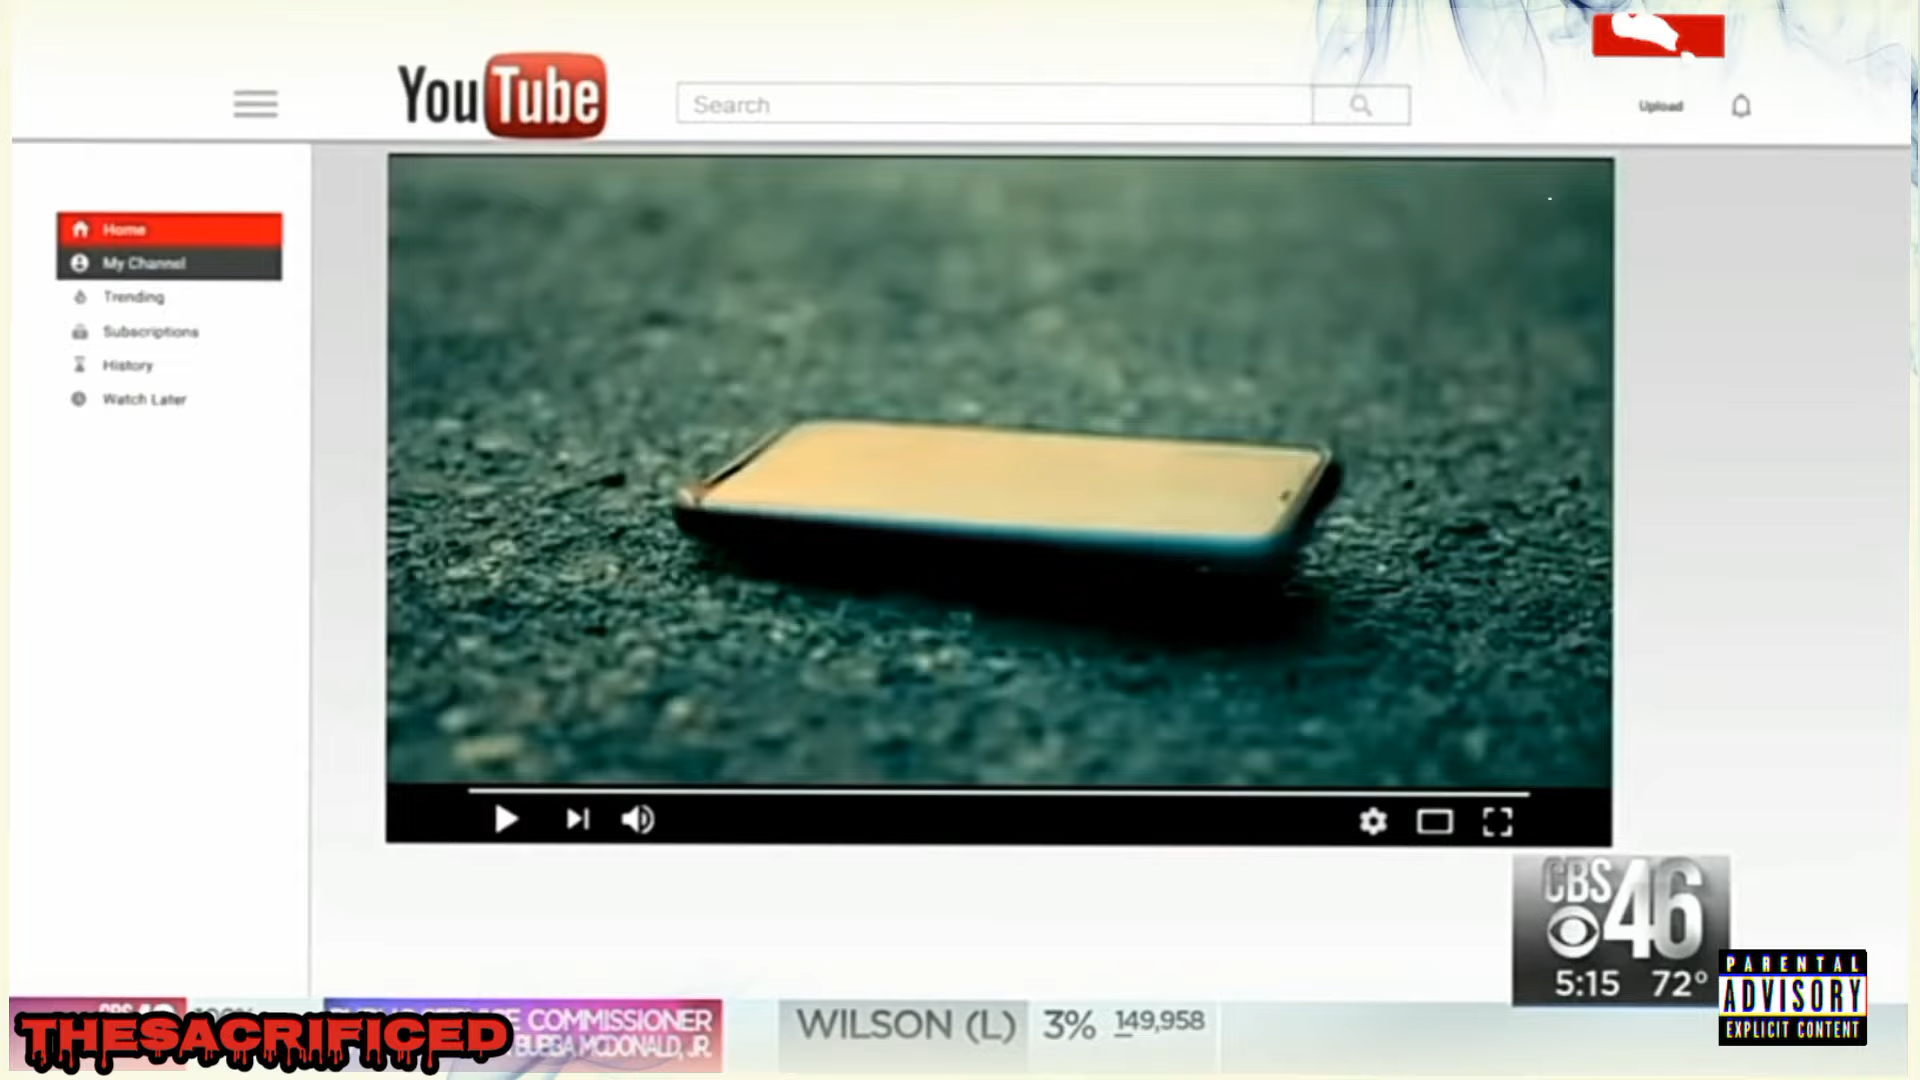 YouTube
Search
Upload
Home
My Channel
Trending
Subscriptions
History
Watch Later
CBS
46
5:15 72°
PARENTAL
ADVISORY
EXPLICIT CONTENT
COMMISSIONER
BUBBA MCDONALD, JR.
WILSON (L) 3% 149,958
THESACRIFICED